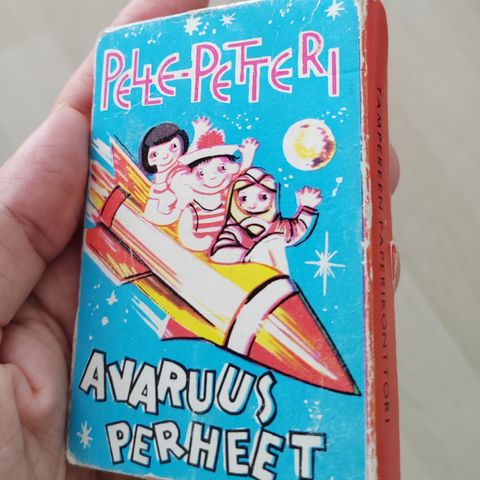 PELLE-PETTERI
AVARUUS
PERHEET
TAMPEREEN PAPERIKONTTORI